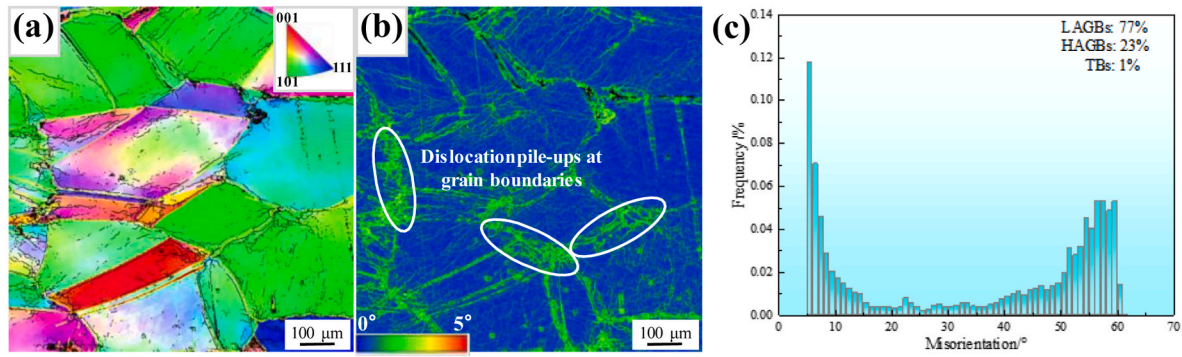 (a)
001
101
111
100 μm
(b)
Dislocation pile-ups at
grain boundaries
0°
5°
100 μm
(c)
LAGBs: 77%
HAGBs: 23%
TBs: 1%
Frequency/%
0.14
0.12
0.10
0.08
0.06
0.04
0.02
0.00
0 10 20 30 40 50 60 70
Misorientation/°